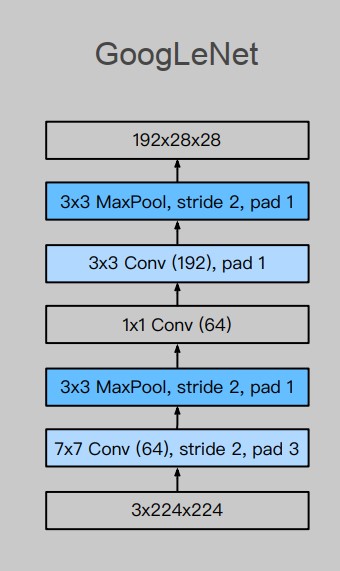 GoogLeNet
192x28x28
3x3 MaxPool, stride 2, pad 1
3x3 Conv (192), pad 1
1x1 Conv (64)
3x3 MaxPool, stride 2, pad 1
7x7 Conv (64), stride 2, pad 3
3x224x224